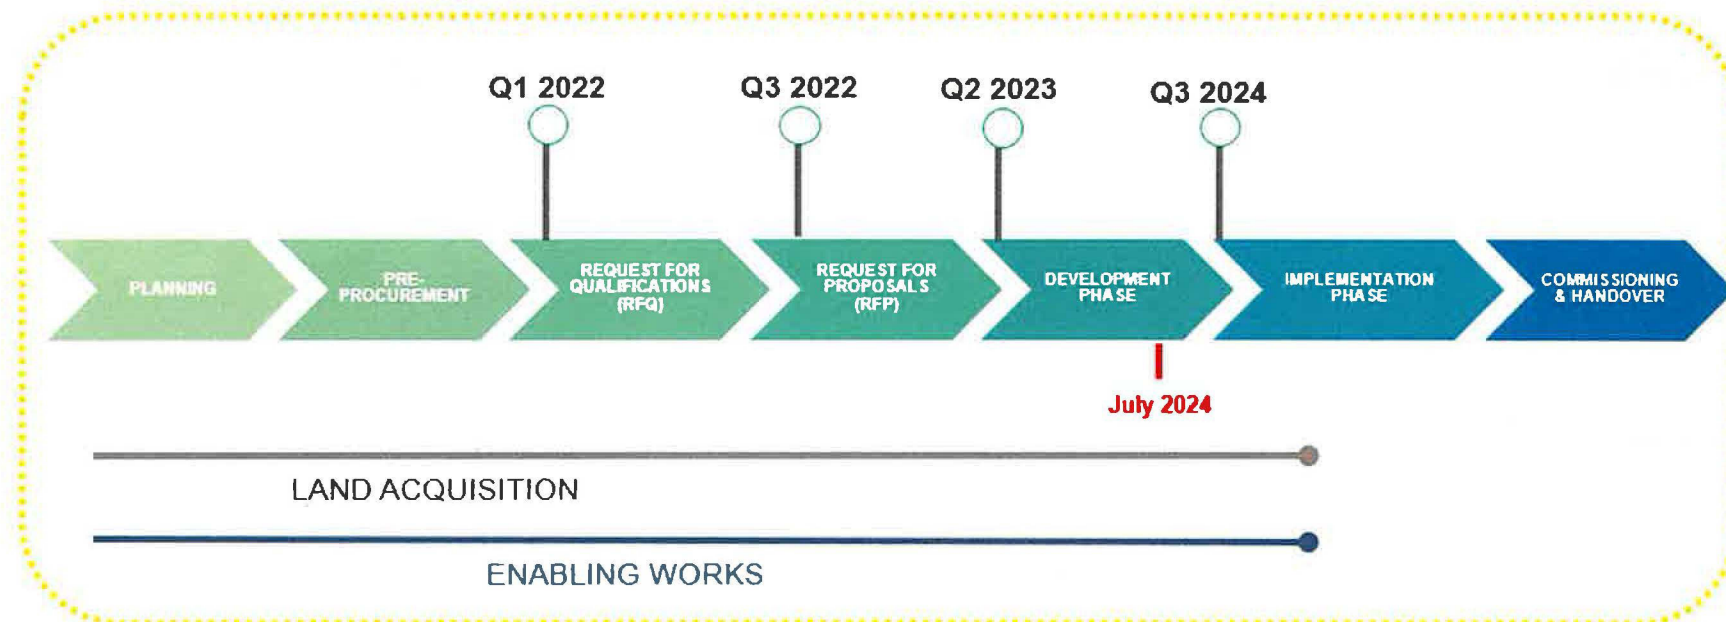 Q1 2022
Q3 2022
Q2 2023
Q3 2024
PLANNING
PRE-
PROCUREMENT
REQUEST FOR
QUALIFICATIONS
(RFQ)
REQUEST FOR
PROPOSALS
(RFP)
DEVELOPMENT
PHASE
IMPLEMENTATION
PHASE
COMMISSIONING
& HANDOVER
July 2024
LAND ACQUISITION
ENABLING WORKS